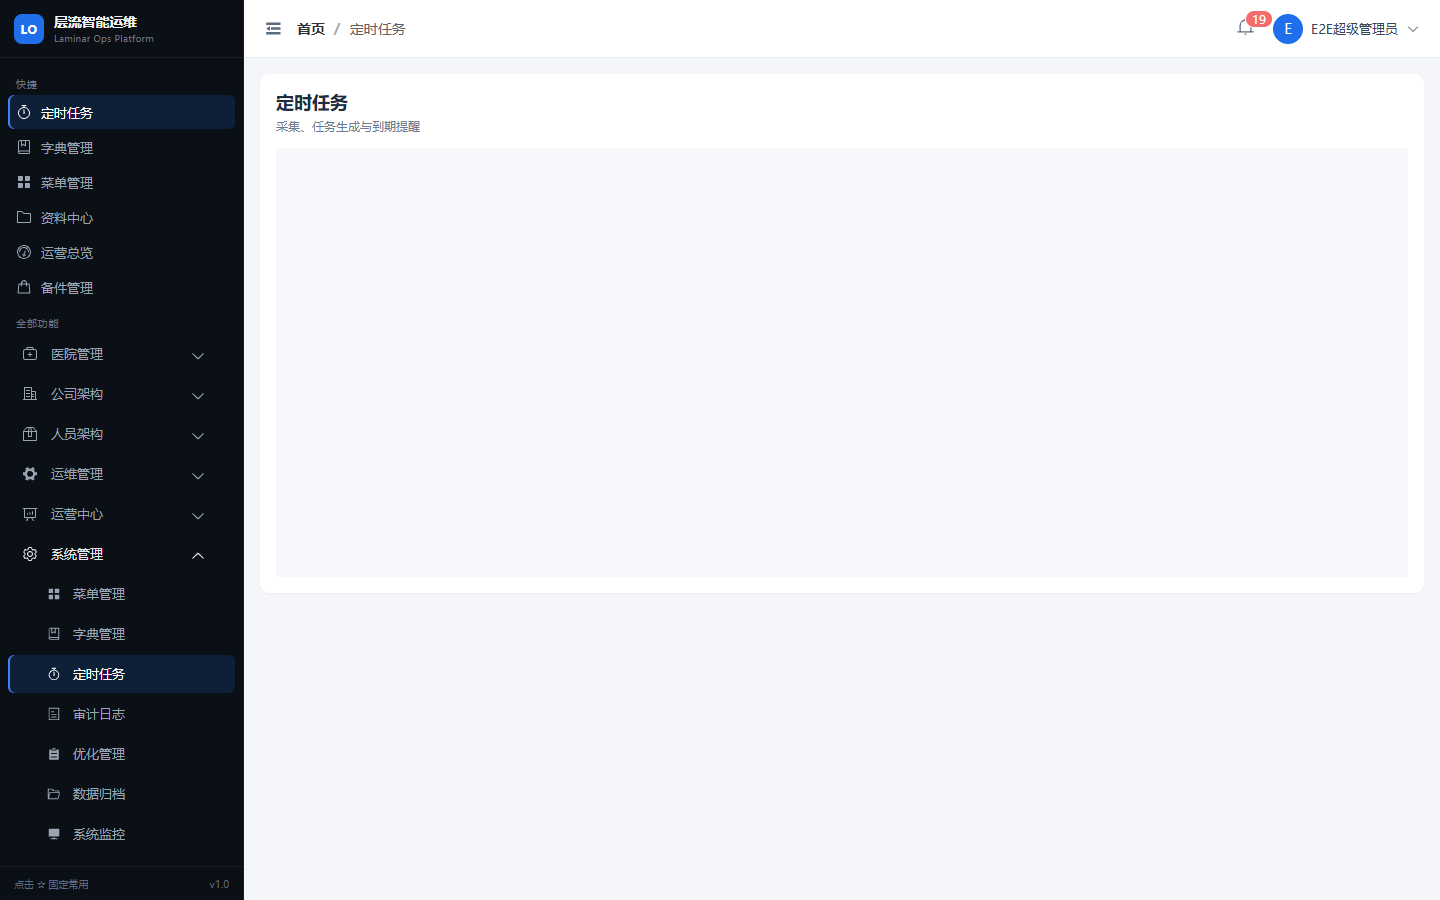 LO
层流智能运维
Laminar Ops Platform
首页 / 定时任务
19
E
E2E超级管理员
快捷
定时任务
字典管理
菜单管理
资料中心
运营总览
备件管理
全部功能
医院管理
公司架构
人员架构
运维管理
运营中心
系统管理
菜单管理
字典管理
定时任务
审计日志
优化管理
数据归档
系统监控
点击 ☆ 固定常用
v1.0
定时任务
采集、任务生成与到期提醒